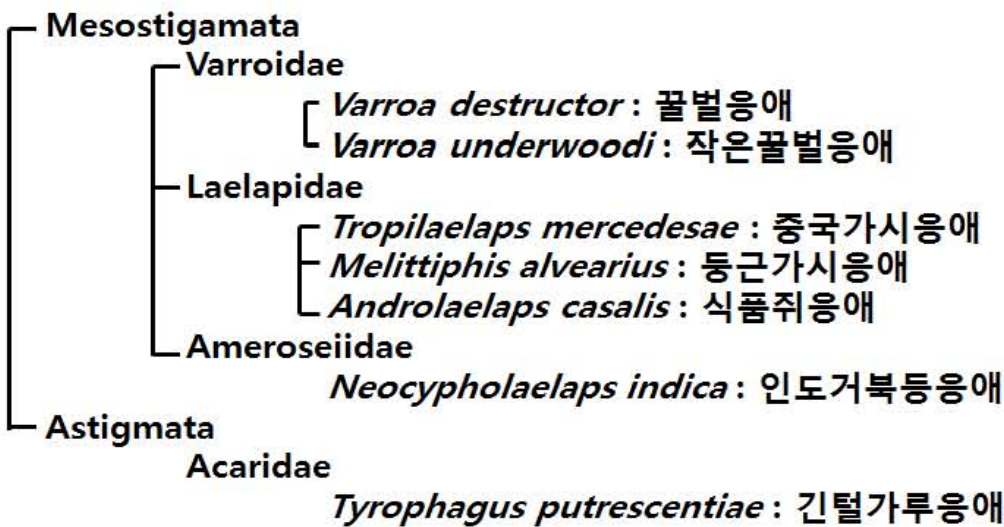 Mesostigamata
Varroidae
Varroa destructor : 꿀벌응애
Varroa underwoodi : 작은꿀벌응애
Laelapidae
Tropilaelaps mercedesae : 중국가시응애
Melittiphis alvearius : 둥근가시응애
Androlaelaps casalis : 식품쥐응애
Ameroseiidae
Neocypholaelaps indica : 인도거북등응애
Astigmata
Acaridae
Tyrophagus putrescentiae : 긴털가루응애